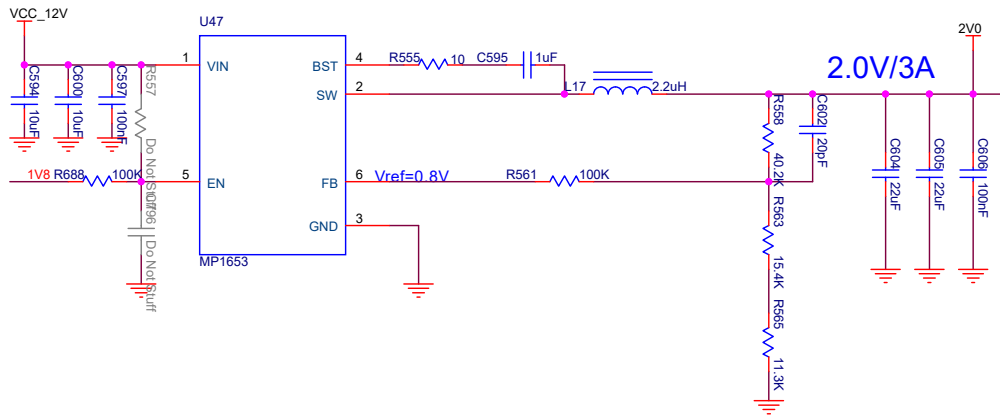 VCC_12V
U47
1
VIN
BST
4
R555
10
C595
1uF
2V0
2.0V/3A
C594
10uF
C600
10uF
C597
100nF
R557
Do Not Stuff
SW
2
L17
2.2uH
R558
40.2K
C602
20pF
C604
22uF
C605
22uF
C606
100nF
1V8
R688
100K
5
EN
FB
6
Vref=0.8V
R561
100K
Do Not Stuff
GND
3
R563
15.4K
MP1653
R565
11.3K